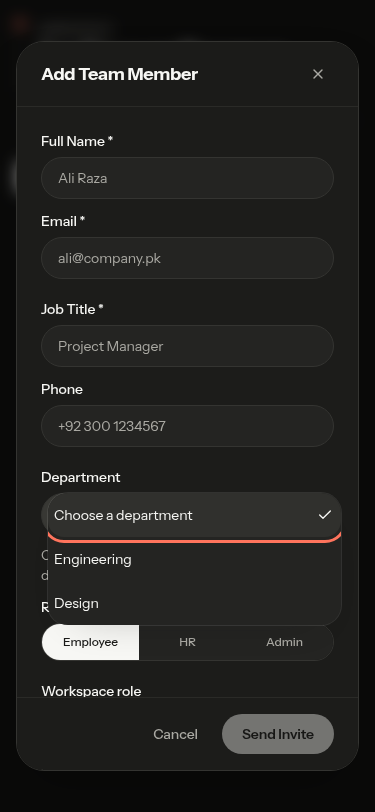 Add Team Member
Full Name *
Ali Raza
Email *
ali@company.pk
Job Title *
Project Manager
Phone
+92 300 1234567
Department
Choose a department
Engineering
Design
Employee HR Admin
Workspace role
Cancel Send Invite